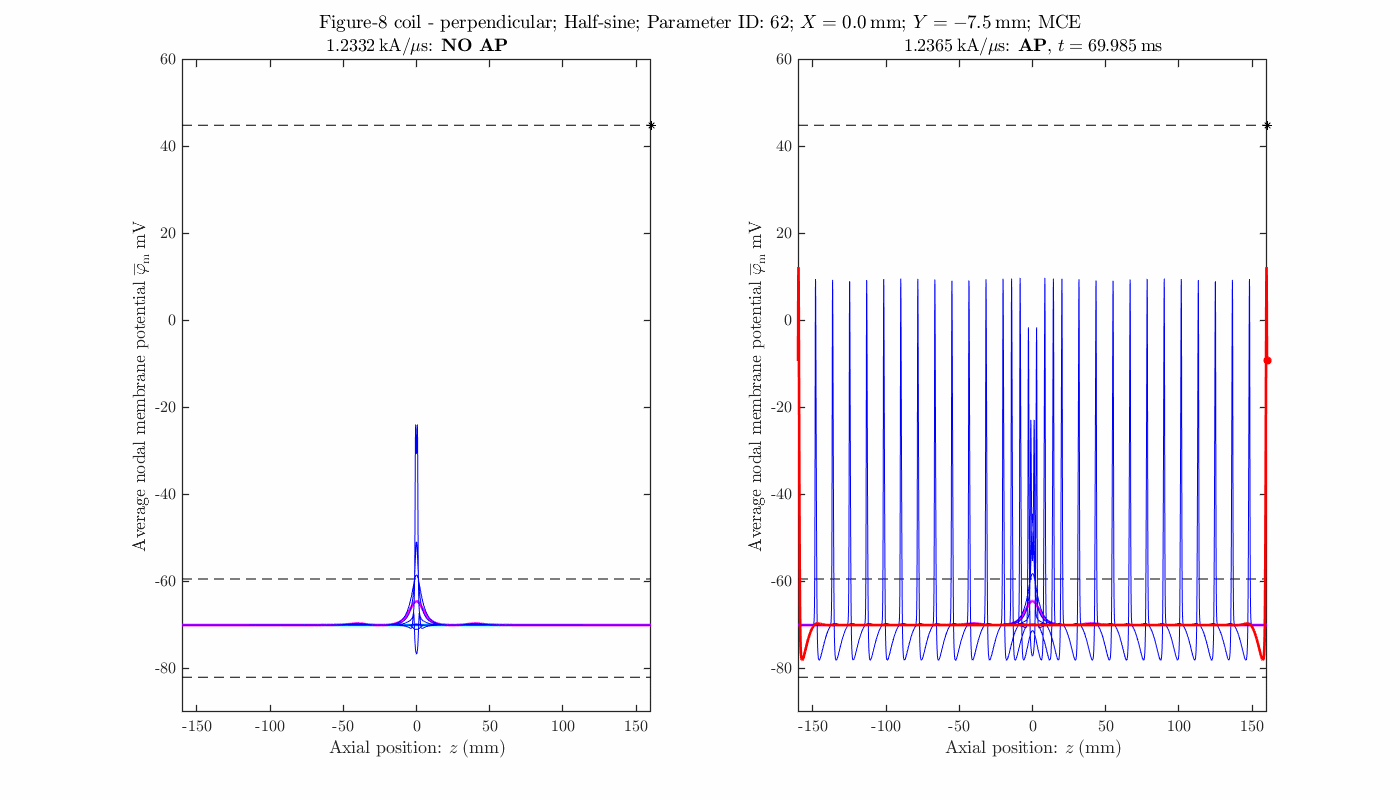 Figure-8 coil - perpendicular; Half-sine; Parameter ID: 62; X = 0.0 mm; Y = −7.5 mm; MCE
1.2332 kA/μs: NO AP
60
40
20
0
-20
-40
-60
-80
-150 -100 -50 0 50 100 150
Axial position: z (mm)
Average nodal membrane potential φ̅m mV
1.2365 kA/μs: AP, t = 69.985 ms
60
40
20
0
-20
-40
-60
-80
-150 -100 -50 0 50 100 150
Axial position: z (mm)
Average nodal membrane potential φ̅m mV